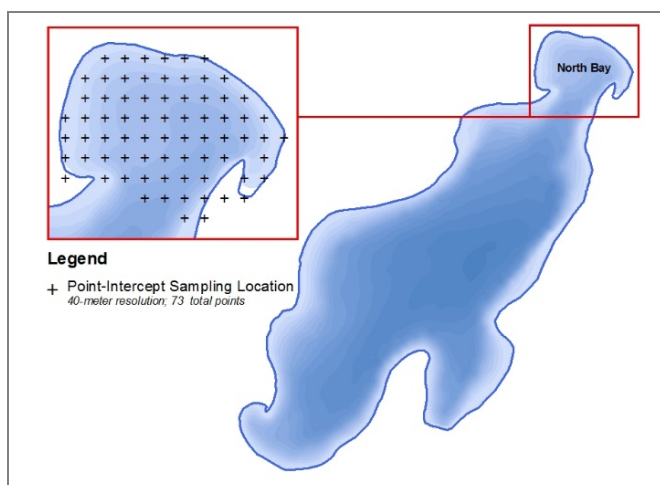 North Bay
Legend
Point-Intercept Sampling Location
40-meter resolution; 73 total points